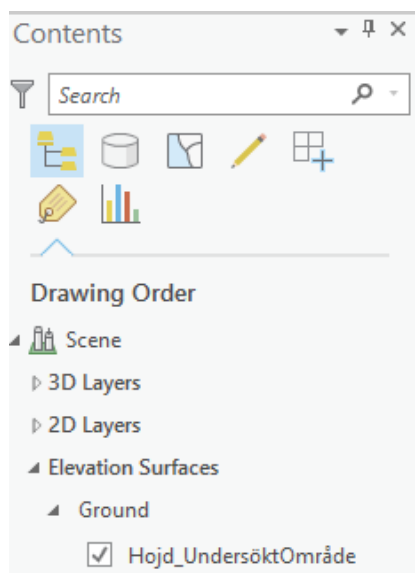 Contents
Search
Drawing Order
Scene
3D Layers
2D Layers
Elevation Surfaces
Ground
Hojd_UndersöktOmråde